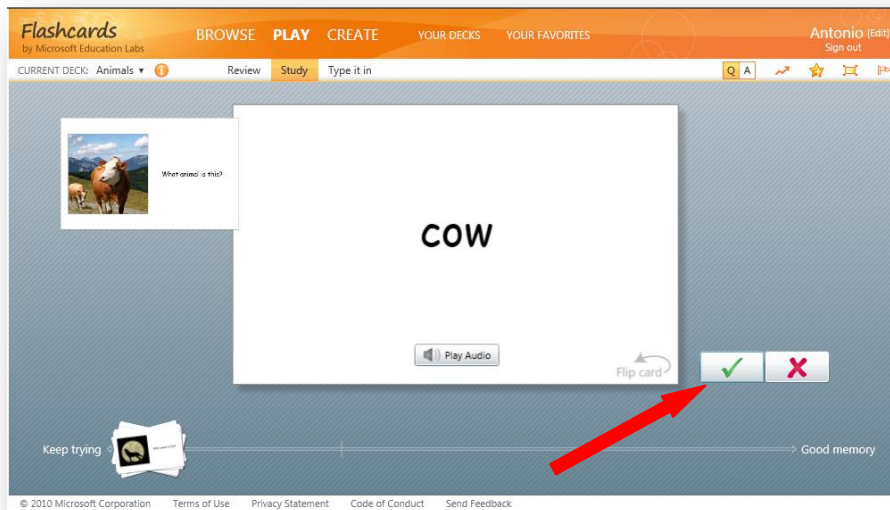 Flashcards
by Microsoft Education Labs
BROWSE PLAY CREATE YOUR DECKS YOUR FAVORITES
Antonio [Edit]
Sign out
CURRENT DECK: Animals
Review Study Type it in
Q A
What animal is this?
cow
Play Audio
Flip card
Keep trying
Good memory
© 2010 Microsoft Corporation Terms of Use Privacy Statement Code of Conduct Send Feedback